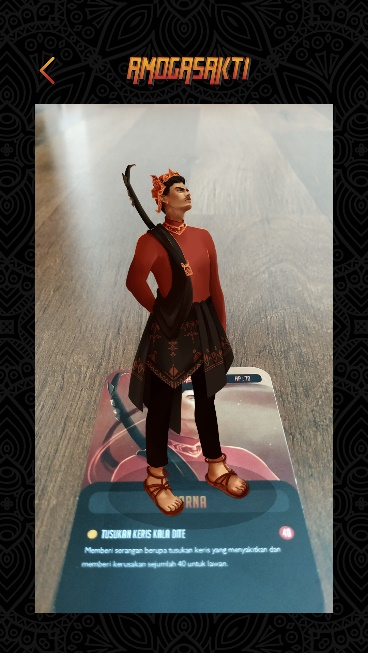 AMOGASAKTI
HP : 70
ARNA
TUSUKAN KERIS KALA DITE 40
Memberi serangan berupa tusukan keris yang menyakitkan dan
memberi kerusakan sejumlah 40 untuk lawan.